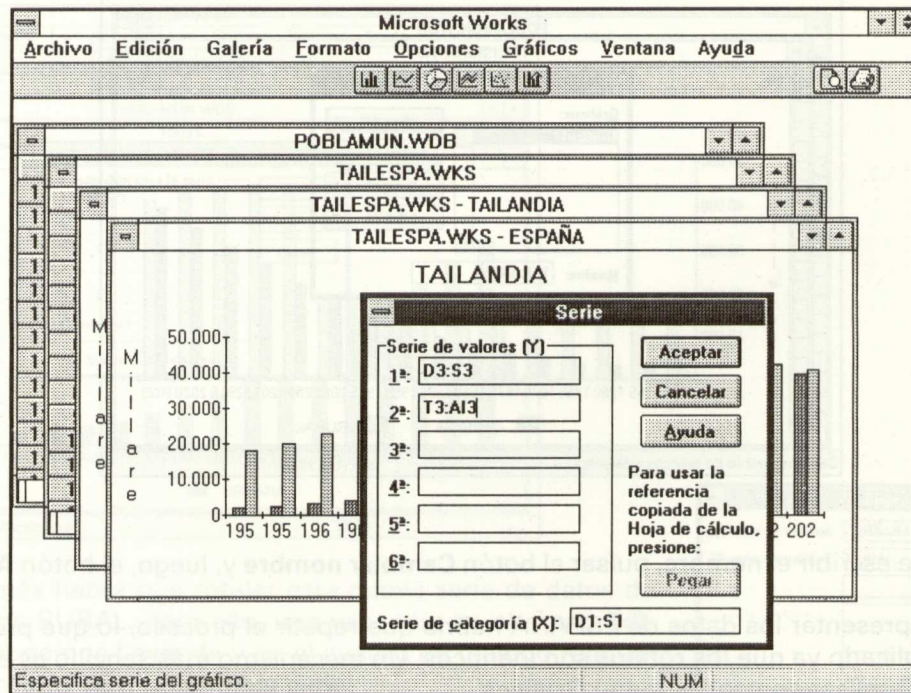 Microsoft Works
Archivo Edición Galería Formato Opciones Gráficos Ventana Ayuda
POBLAMUN.WDB
TAILESPA.WKS
TAILESPA.WKS - TAILANDIA
TAILESPA.WKS - ESPAÑA
TAILANDIA
Millare
Millare
50.000
40.000
30.000
20.000
10.000
0
195 195 196 2 202
Serie
Serie de valores (Y)
1ª: D3:S3
2ª: T3:AI3
3ª:
4ª:
5ª:
6ª:
Aceptar
Cancelar
Ayuda
Para usar la
referencia
copiada de la
Hoja de cálculo,
presione:
Pegar
Serie de categoría (X): D1:S1
Especifica serie del gráfico. NUM